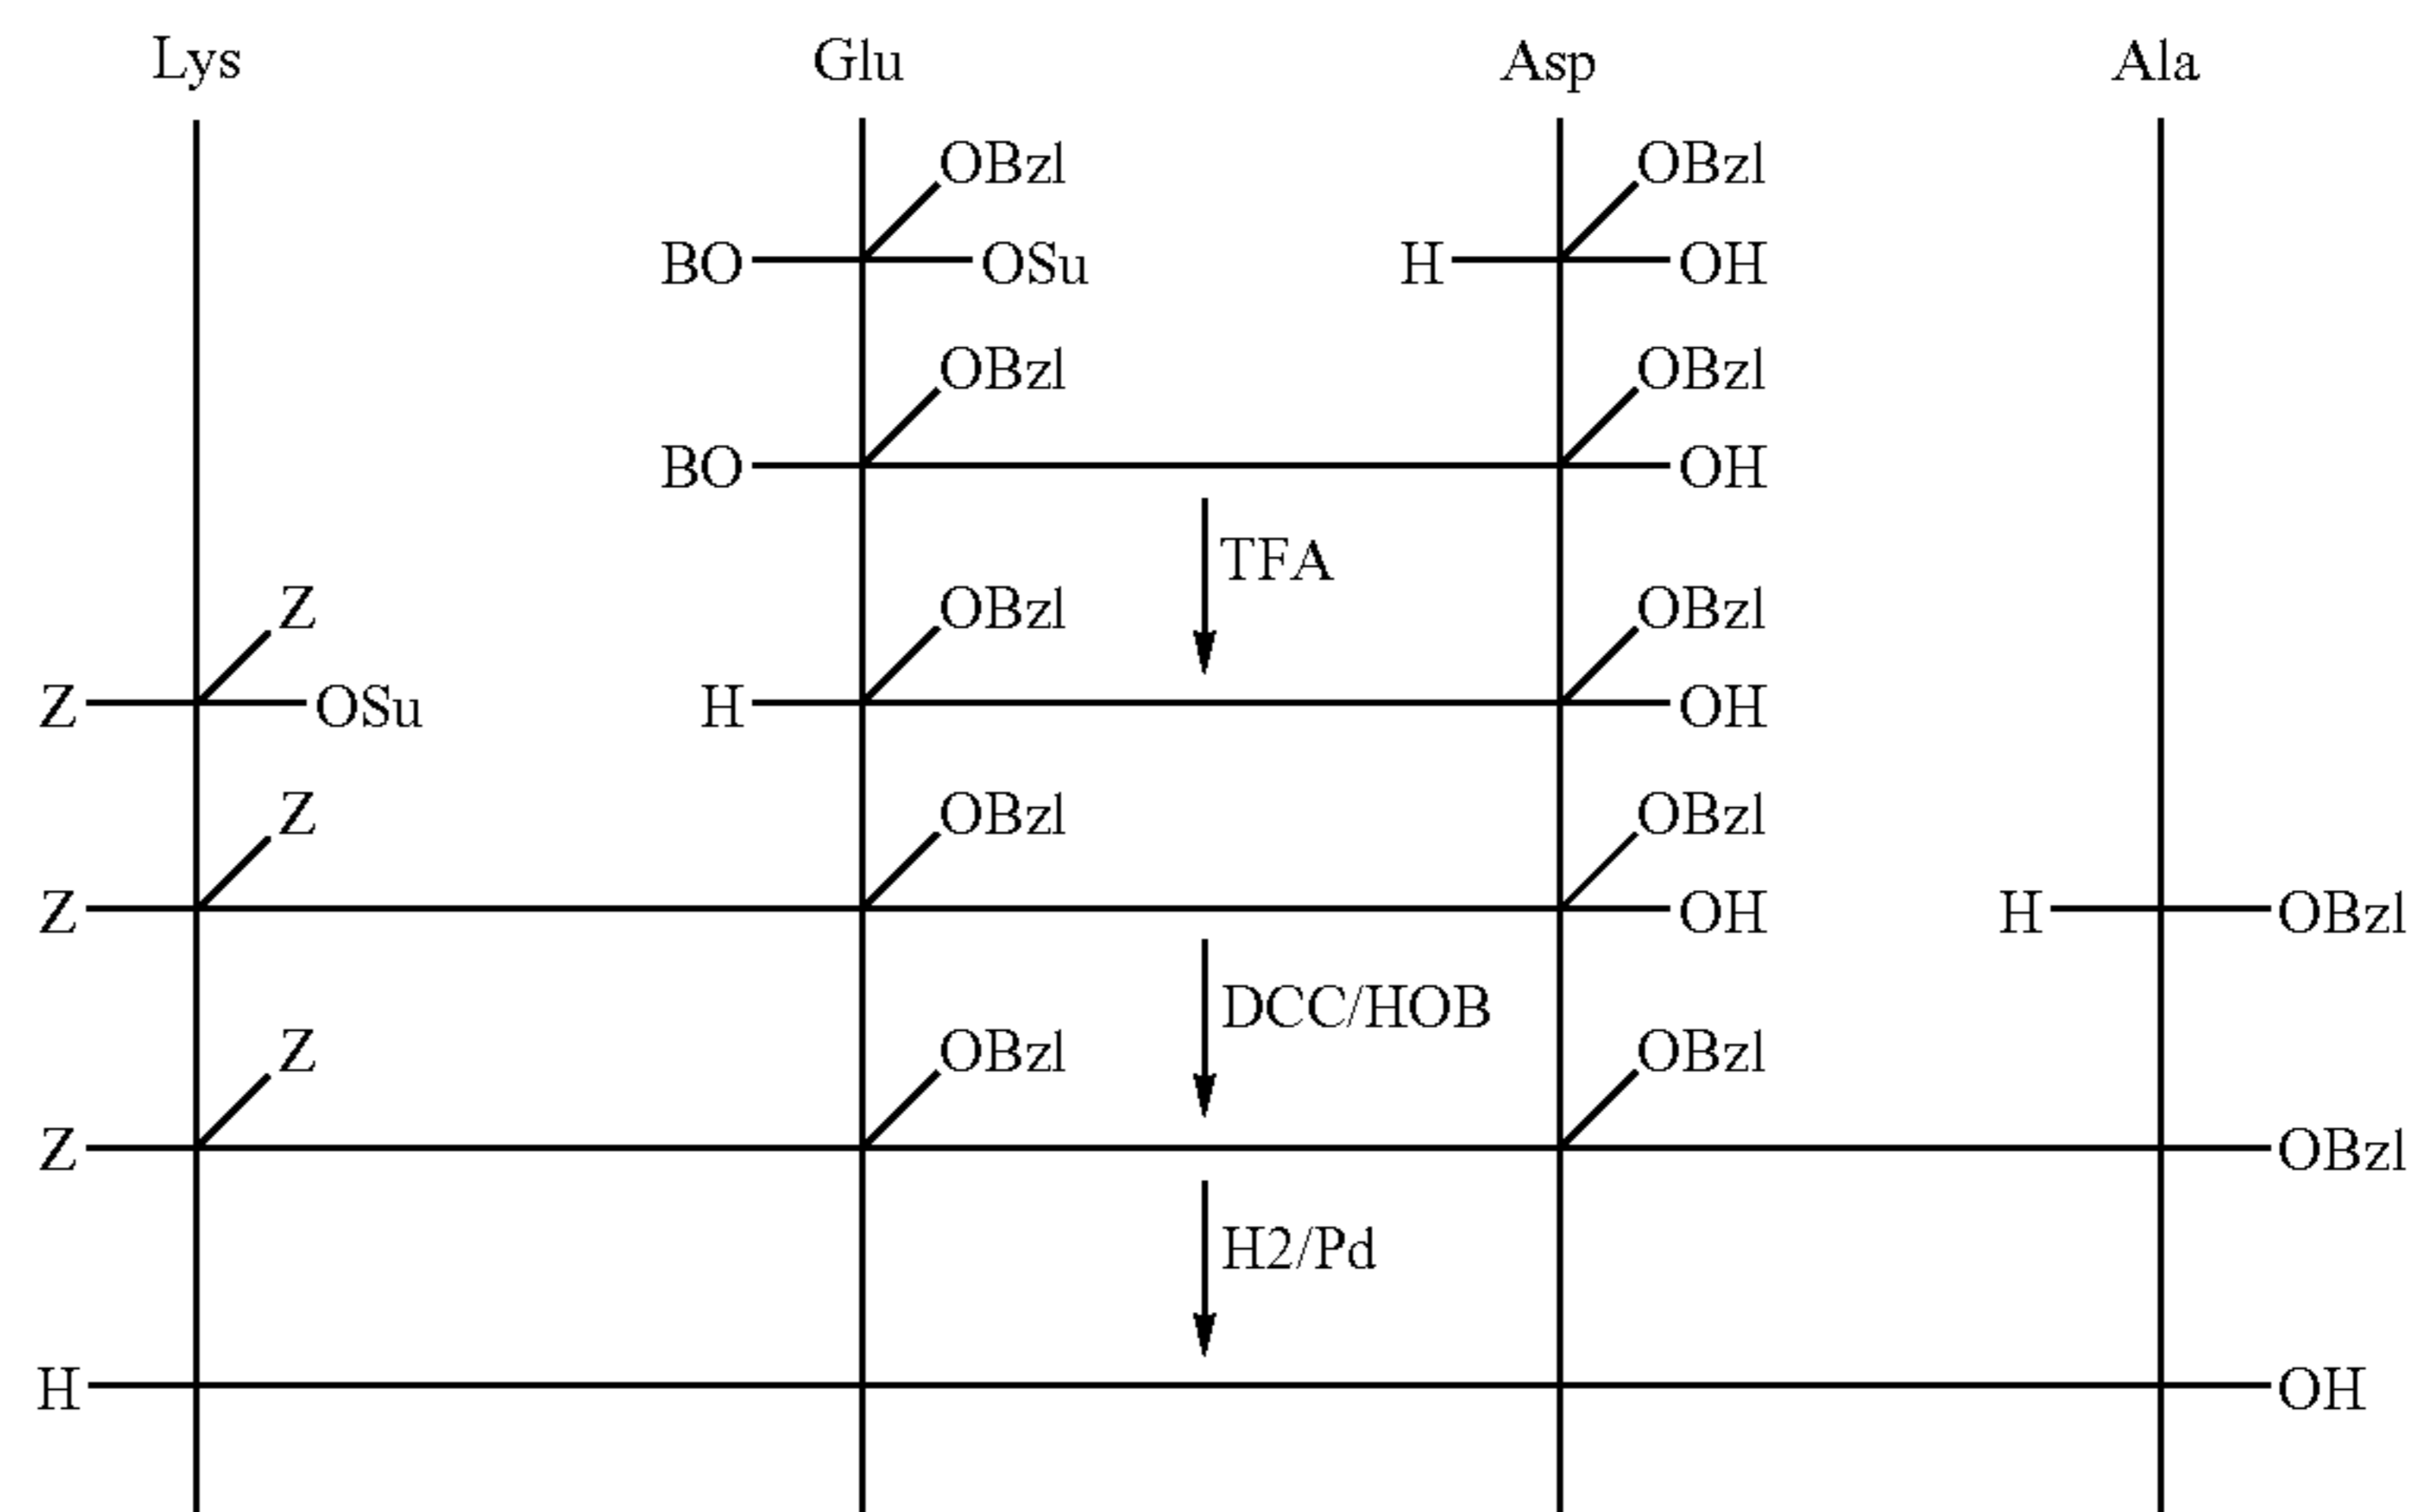 Lys Glu Asp Ala
OBzl OBzl
BO OSu H OH
OBzl OBzl
BO OH
TFA
Z OBzl OBzl
Z OSu H OH
Z OBzl OBzl
Z OH H OBzl
DCC/HOB
Z OBzl OBzl
Z OBzl
H2/Pd
H OH